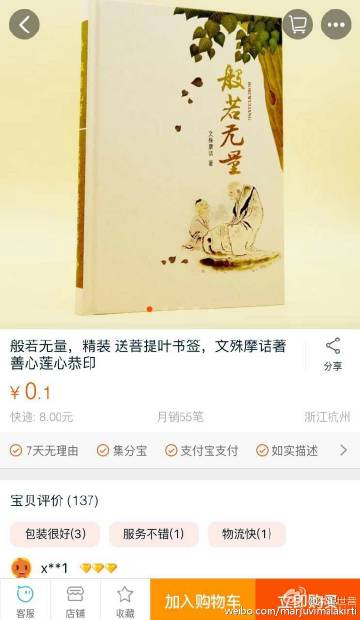 般若无量
BOREWULIANG
文殊摩诘 著
般若无量，精装 送菩提叶书签，文殊摩诘著
善心莲心恭印
分享
¥ 0.1
快递: 8.00元
月销55笔
浙江杭州
7天无理由
集分宝
支付宝支付
如实描述
宝贝评价 (137)
包装很好(3)
服务不错(1)
物流快(1)
x**1
客服
店铺
收藏
加入购物车
立即购买
weibo.com/marjuvimalakirti